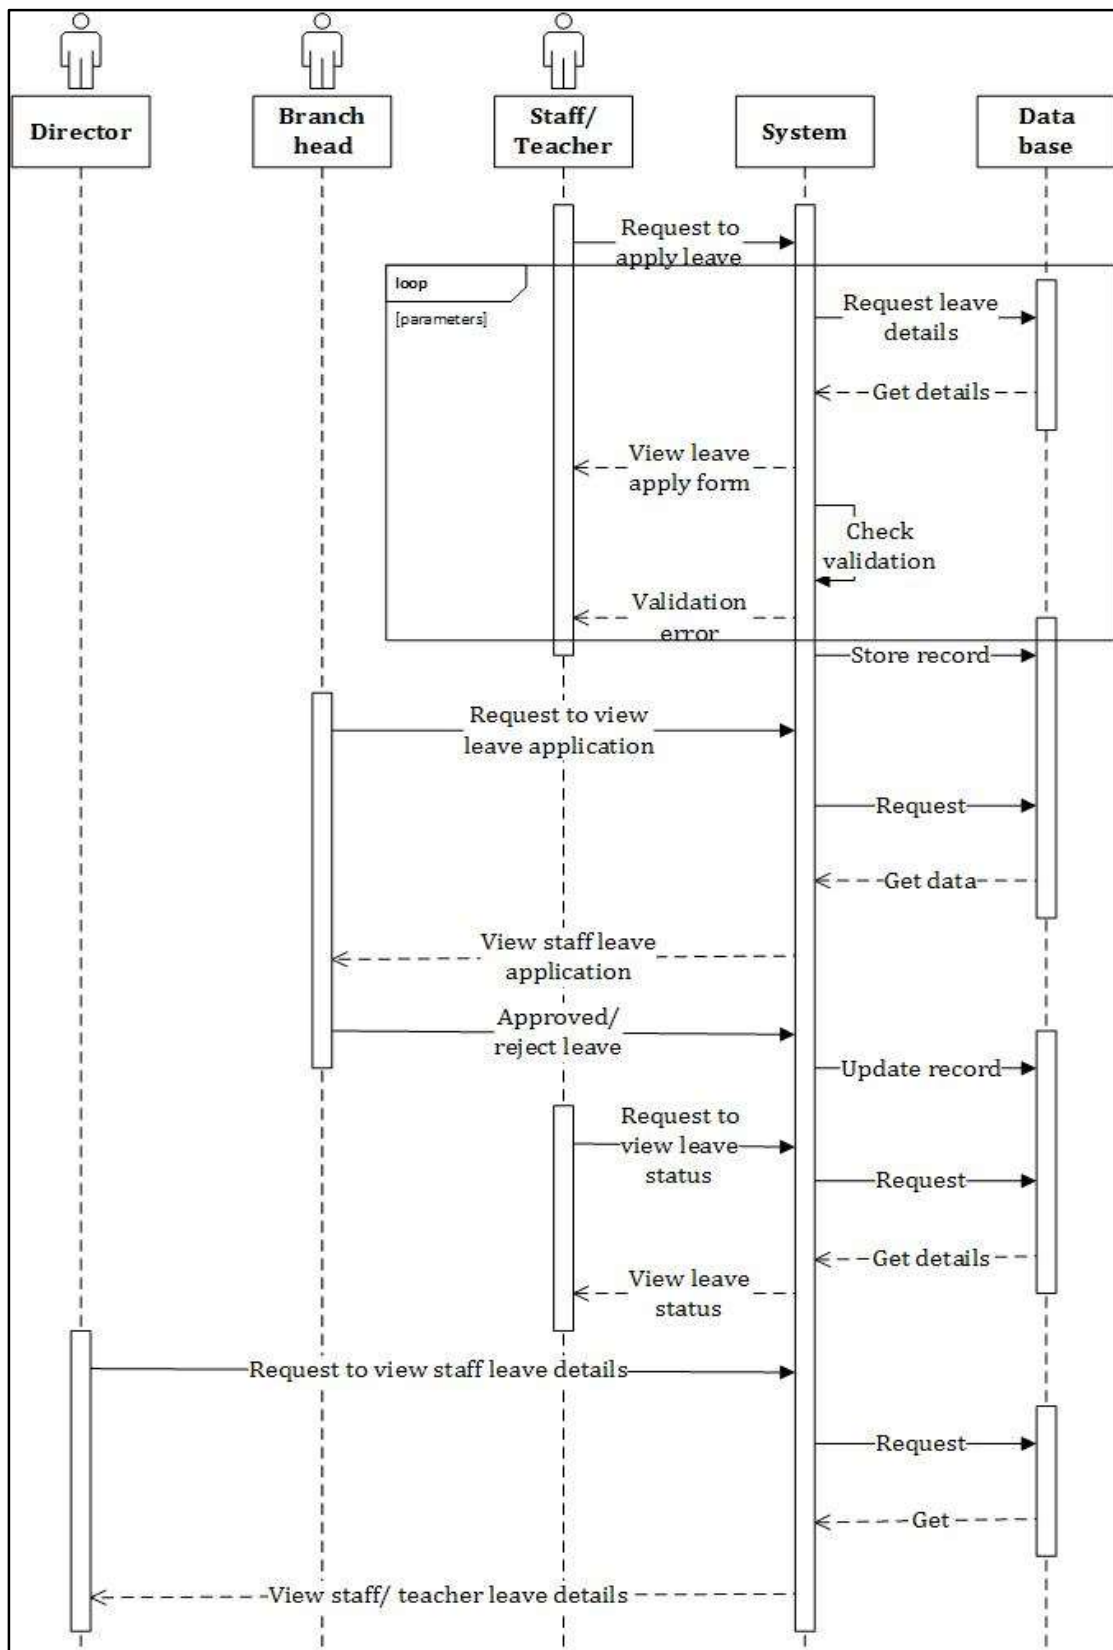 Director
Branch
head
Staff/
Teacher
System
Data
base
Request to
apply leave
loop
[parameters]
Request leave
details
Get details
View leave
apply form
Check
validation
Validation
error
Store record
Request to view
leave application
Request
Get data
View staff leave
application
Approved/
reject leave
Update record
Request to
view leave
status
Request
Get details
View leave
status
Request to view staff leave details
Request
Get
View staff/ teacher leave details